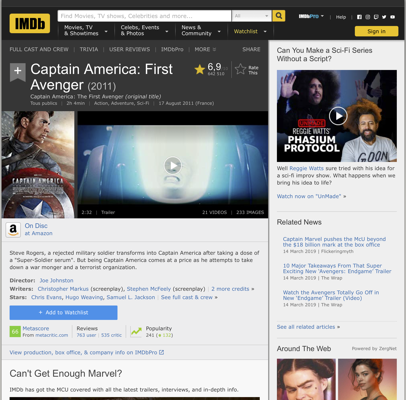 IMDb
Find Movies, TV shows, Celebrities and more...
All
IMDbPro
Help
Movies, TV
& Showtimes
Celebs, Events
& Photos
News &
Community
Watchlist
Sign in
FULL CAST AND CREW | TRIVIA | USER REVIEWS | IMDbPro | MORE
SHARE
Captain America: First
Avenger (2011)
6,9
Rate
This
Captain America: The First Avenger (original title)
Tous publics | 2h 4min | Action, Adventure, Sci-Fi | 17 August 2011 (France)
CAPTAIN AMERICA
2:32 | Trailer
21 VIDEOS | 233 IMAGES
On Disc
at Amazon
Steve Rogers, a rejected military soldier transforms into Captain America after taking a dose of
a "Super-Soldier serum". But being Captain America comes at a price as he attempts to take
down a war monger and a terrorist organization.
Director: Joe Johnston
Writers: Christopher Markus (screenplay), Stephen McFeely (screenplay) | 2 more credits »
Stars: Chris Evans, Hugo Weaving, Samuel L. Jackson | See full cast & crew »
+ Add to Watchlist
Metascore
From metacritic.com
Reviews
763 user | 535 critic
Popularity
241
View production, box office, & company info on IMDbPro
Can't Get Enough Marvel?
IMDb has got the MCU covered with all the latest trailers, interviews, and in-depth info.
Can You Make a Sci-Fi Series
Without a Script?
REGGIE WATTS'
PHASIUM
PROTOCOL
Well Reggie Watts sure tried with his idea for
a sci-fi improv show. What happens when we
bring his idea to life?
Watch now on "UnMade" »
Related News
Captain Marvel pushes the MCU beyond
the $18 billion mark at the box office
14 March 2019 | Flickeringmyth
10 Major Takeaways From That Super
Exciting New 'Avengers: Endgame' Trailer
14 March 2019 | The Wrap
Watch the Avengers Totally Go Off in
New 'Endgame' Trailer (Video)
14 March 2019 | The Wrap
See all related articles »
Around The Web
Powered by ZergNet